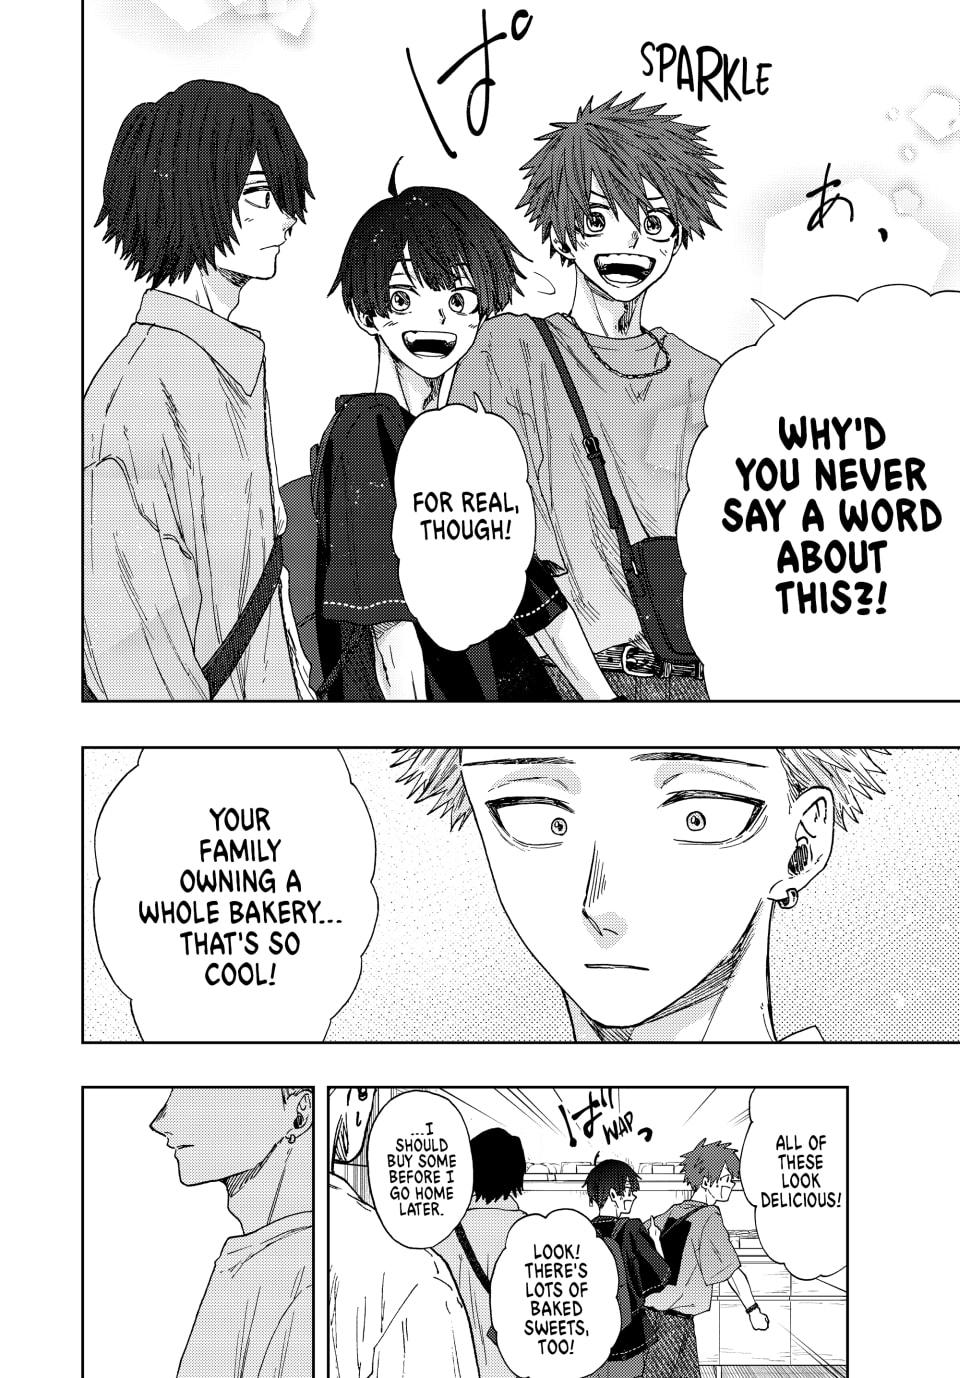 ぱ
SPARKLE
あ、
WHY'D
YOU NEVER
SAY A WORD
ABOUT
THIS?!
FOR REAL,
THOUGH!
YOUR
FAMILY
OWNING A
WHOLE BAKERY...
THAT'S SO
COOL!
ALL OF
THESE
LOOK
DELICIOUS!
ばっ
WAP
LOOK!
THERE'S
LOTS OF
BAKED
SWEETS,
TOO!
...I
SHOULD
BUY SOME
BEFORE I
GO HOME
LATER.